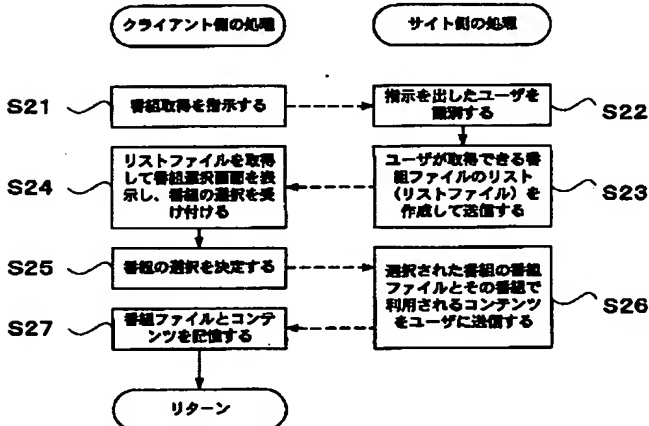 クライアント側の処理
サイト側の処理
S21
番組取得を指示する
指示を出したユーザを
識別する
S22
S24
リストファイルを取得
して番組選択画面を表
示し、番組の選択を受
け付ける
ユーザが取得できる番
組ファイルのリスト
(リストファイル)を
作成して送信する
S23
S25
番組の選択を決定する
選択された番組の番組
ファイルとその番組で
利用されるコンテンツ
をユーザに送信する
S26
S27
番組ファイルとコンテ
ンツを記憶する
リターン